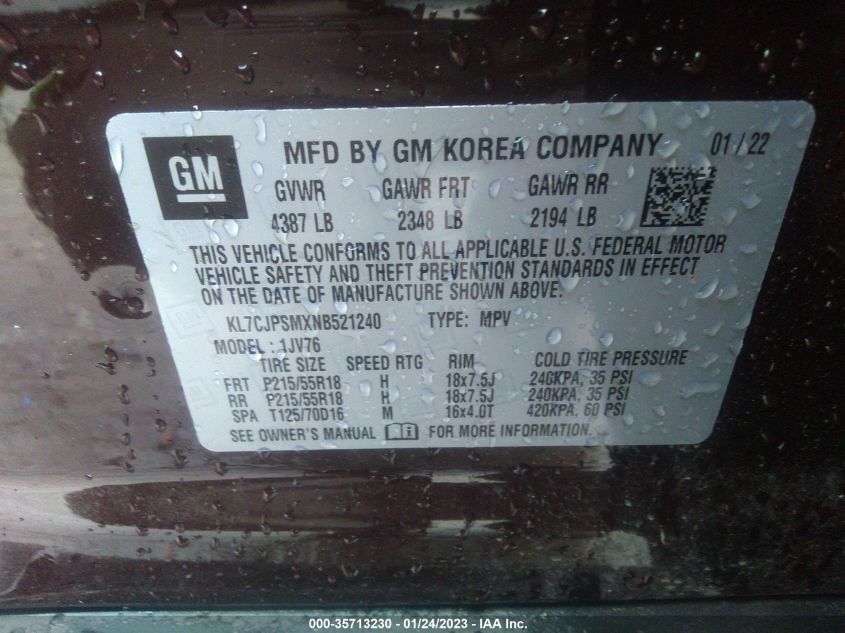 GM
MFD BY GM KOREA COMPANY 01/22
GVWR GAWR FRT GAWR RR
4387 LB 2348 LB 2194 LB
THIS VEHICLE CONFORMS TO ALL APPLICABLE U.S. FEDERAL MOTOR
VEHICLE SAFETY AND THEFT PREVENTION STANDARDS IN EFFECT
ON THE DATE OF MANUFACTURE SHOWN ABOVE.
KL7CJPSMXNB521240 TYPE: MPV
MODEL : 1JV76
TIRE SIZE SPEED RTG RIM COLD TIRE PRESSURE
FRT P215/55R18 H 18x7.5J 240KPA, 35 PSI
RR P215/55R18 H 18x7.5J 240KPA, 35 PSI
SPA T125/70D16 M 16x4.0T 420KPA, 60 PSI
SEE OWNER'S MANUAL FOR MORE INFORMATION.
000-35713230 - 01/24/2023 - IAA Inc.